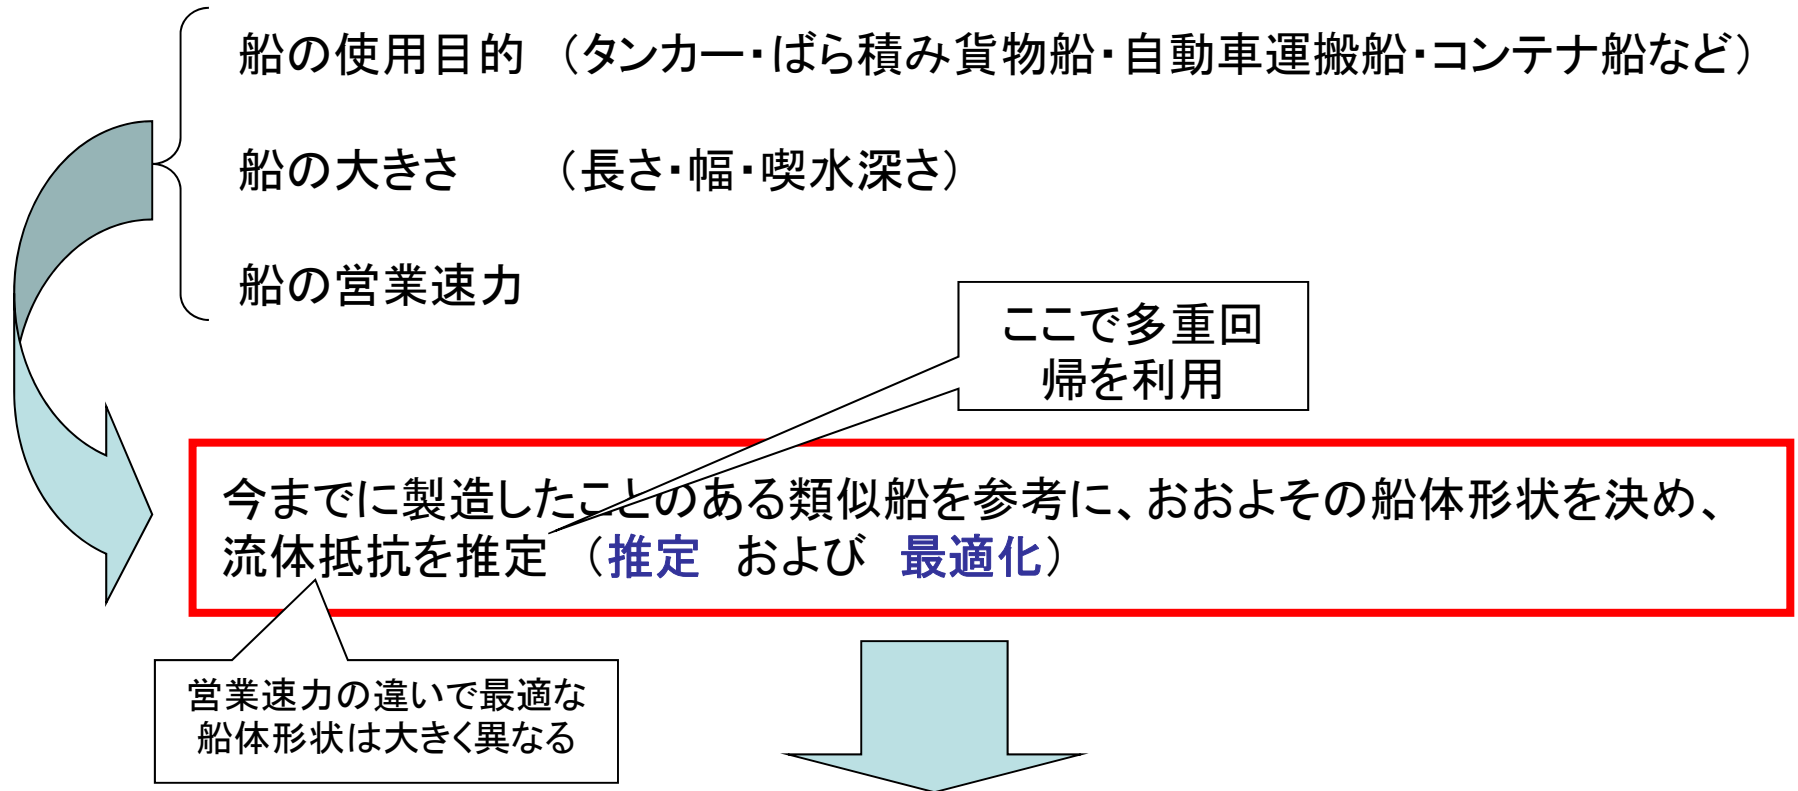 船の使用目的 （タンカー・ばら積み貨物船・自動車運搬船・コンテナ船など）
船の大きさ （長さ・幅・喫水深さ）
船の営業速力
ここで多重回
帰を利用
今までに製造したことのある類似船を参考に、おおよその船体形状を決め、
流体抵抗を推定 （推定 および 最適化）
営業速力の違いで最適な
船体形状は大きく異なる